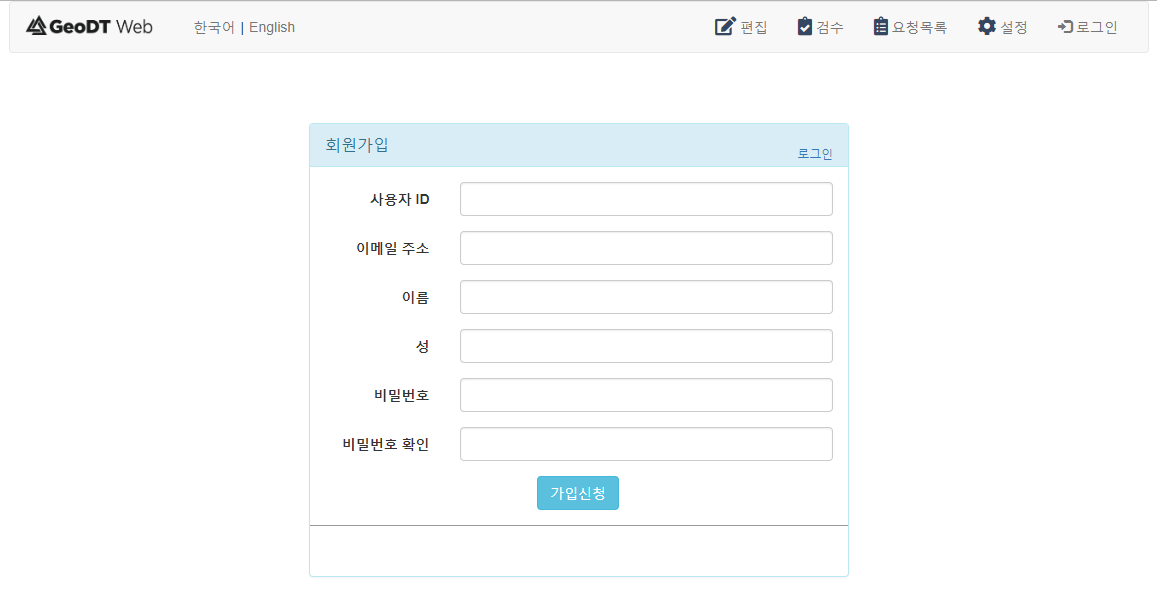 GeoDT Web 한국어 | English 편집 검수 요청목록 설정 로그인
회원가입
로그인
사용자 ID
이메일 주소
이름
성
비밀번호
비밀번호 확인
가입신청